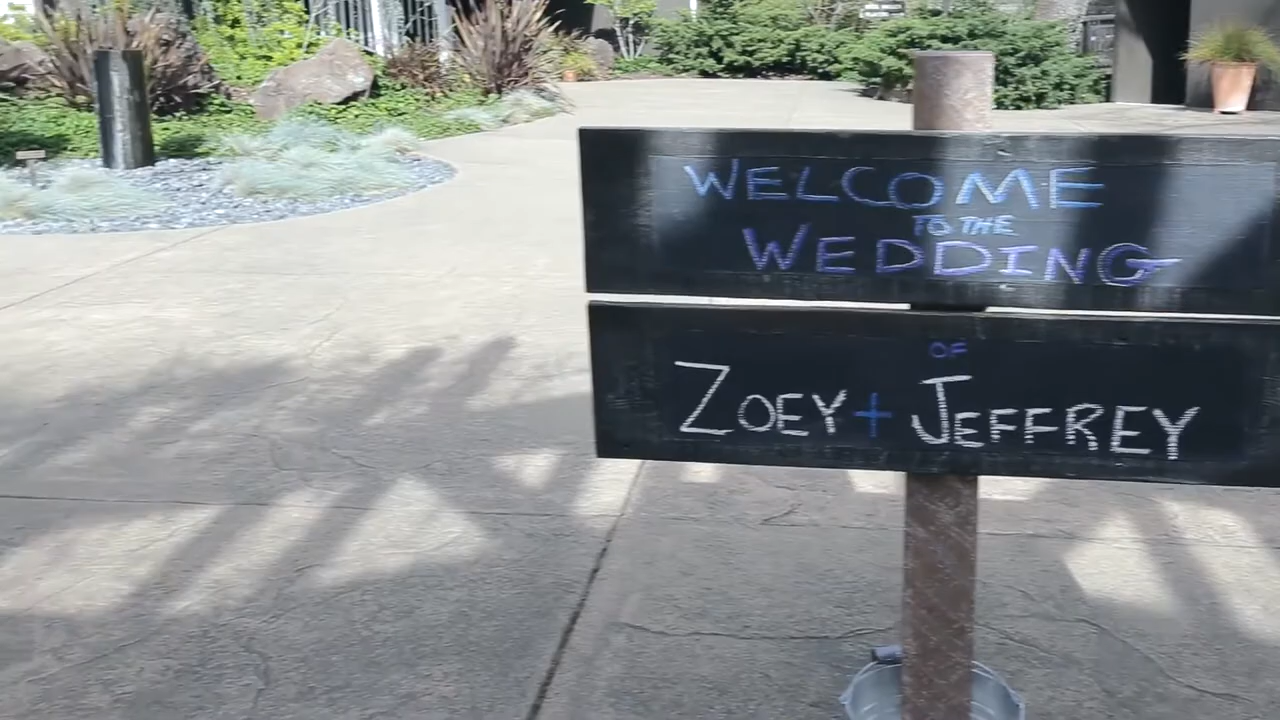 WELCOME
TO THE
WEDDING
OF
ZOEY + JEFFREY